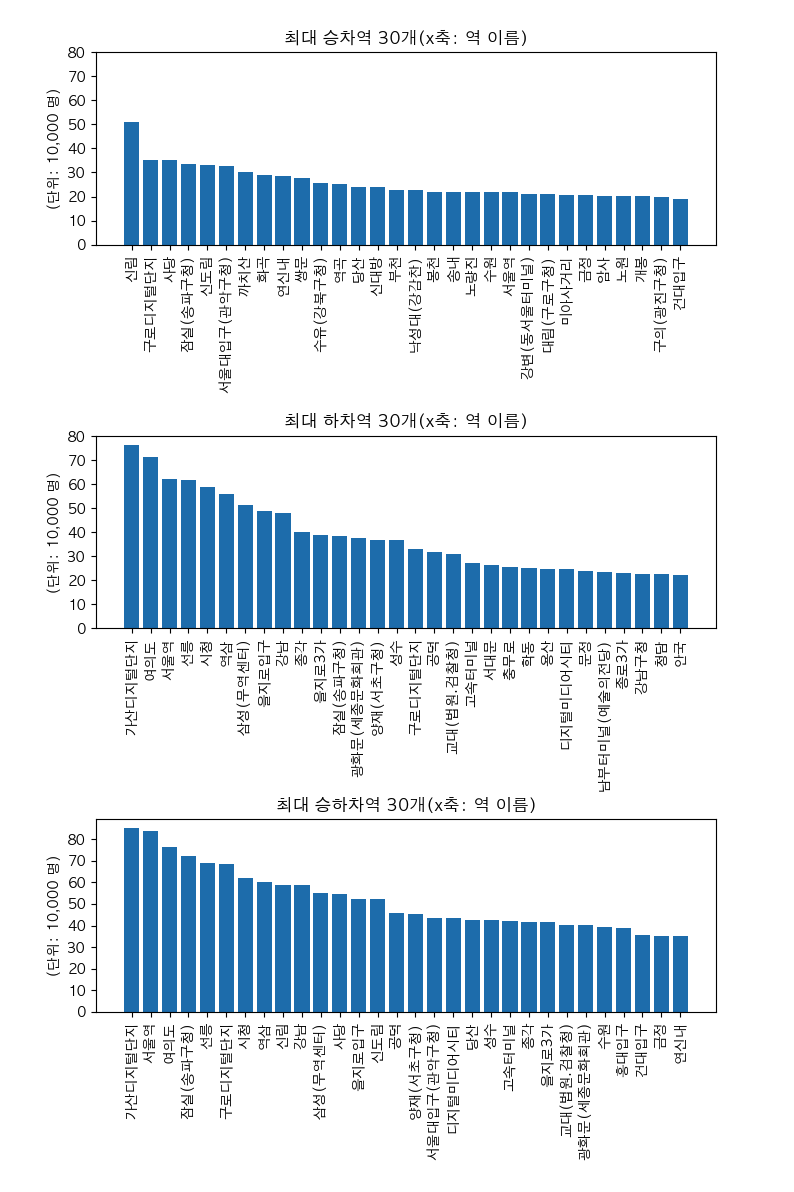 최대 승차역 30개(x축: 역 이름)
(단위: 10,000 명)
80
70
60
50
40
30
20
10
0
신림
구로디지털단지
사당
잠실(송파구청)
신도림
서울대입구(관악구청)
까치산
화곡
연신내
쌍문
수유(강북구청)
역곡
당산
신대방
부천
낙성대(강감찬)
봉천
송내
노량진
수원
서울역
강변(동서울터미널)
대림(구로구청)
미아사거리
금정
암사
노원
개봉
구의(광진구청)
건대입구
최대 하차역 30개(x축: 역 이름)
(단위: 10,000 명)
80
70
60
50
40
30
20
10
0
가산디지털단지
여의도
서울역
선릉
시청
역삼
삼성(무역센터)
을지로입구
강남
종각
을지로3가
잠실(송파구청)
광화문(세종문화회관)
양재(서초구청)
성수
구로디지털단지
공덕
교대(법원.검찰청)
고속터미널
서대문
충무로
학동
용산
디지털미디어시티
문정
남부터미널(예술의전당)
종로3가
강남구청
청담
안국
최대 승하차역 30개(x축: 역 이름)
(단위: 10,000 명)
80
70
60
50
40
30
20
10
0
가산디지털단지
서울역
여의도
잠실(송파구청)
선릉
구로디지털단지
시청
역삼
신림
강남
삼성(무역센터)
사당
을지로입구
신도림
공덕
양재(서초구청)
서울대입구(관악구청)
디지털미디어시티
당산
성수
고속터미널
종각
을지로3가
교대(법원.검찰청)
광화문(세종문화회관)
수원
홍대입구
건대입구
금정
연신내